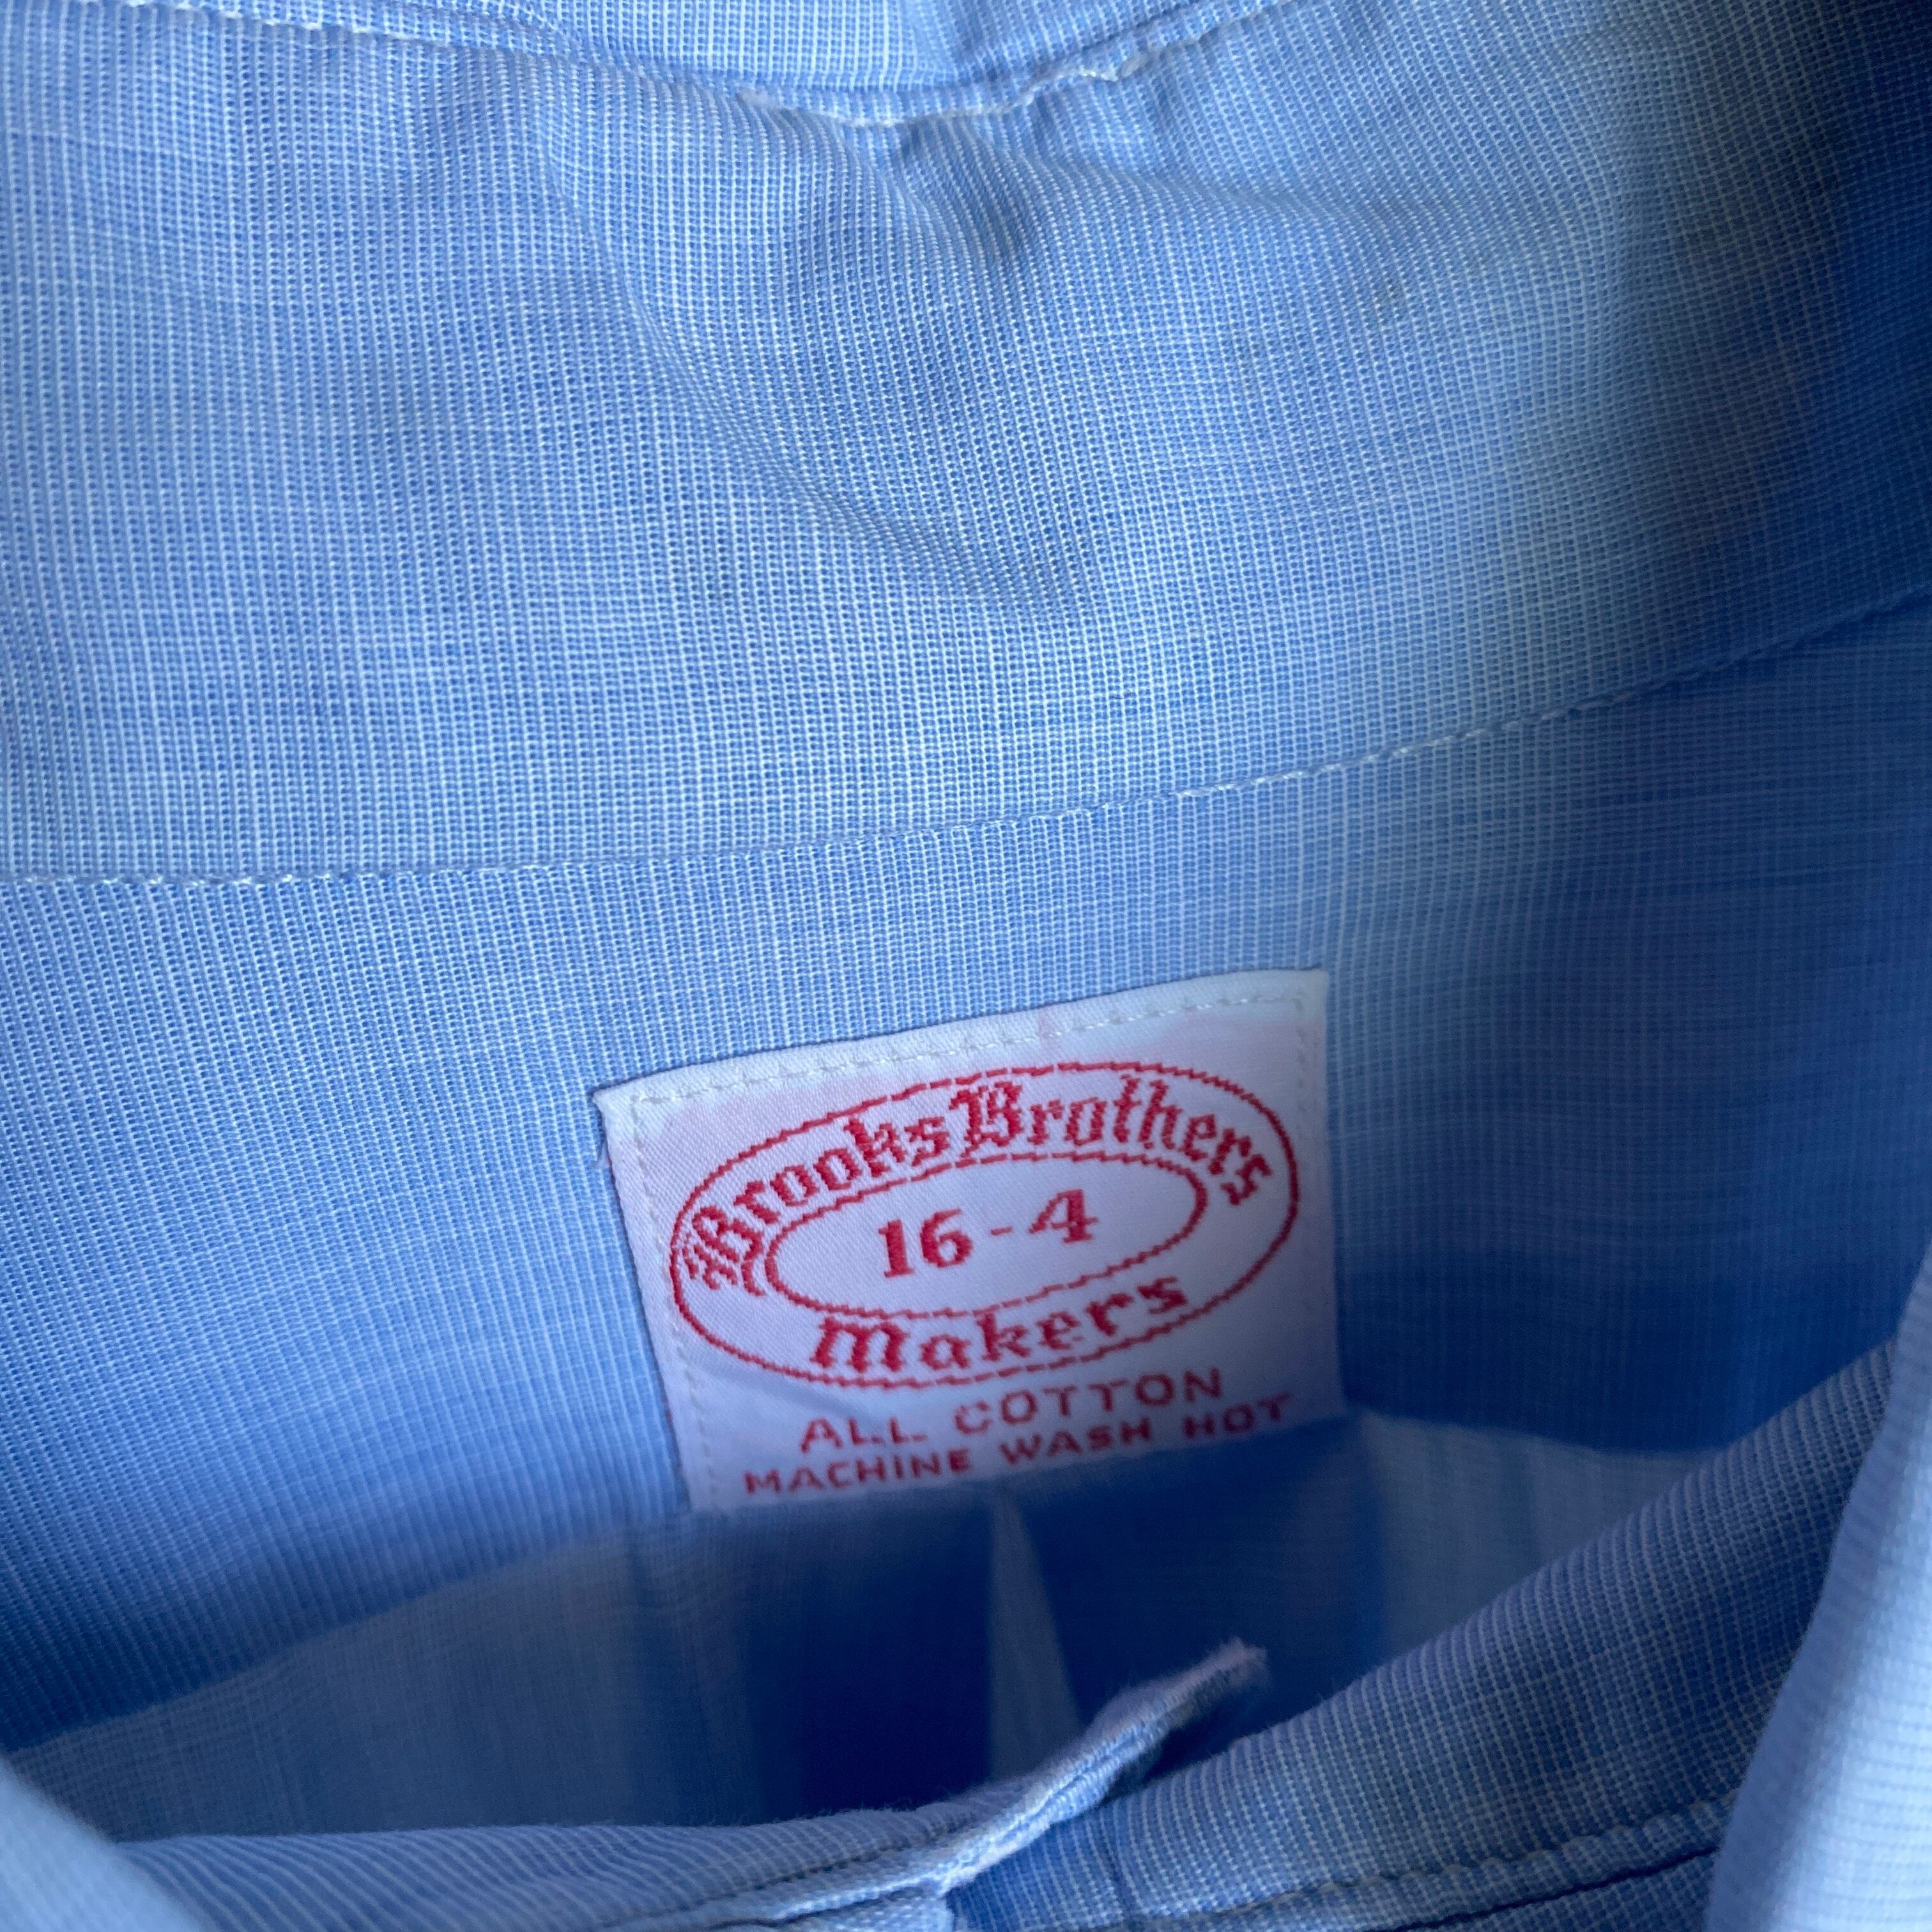 Brooks Brothers
16-4
Makers
ALL COTTON
MACHINE WASH HOT